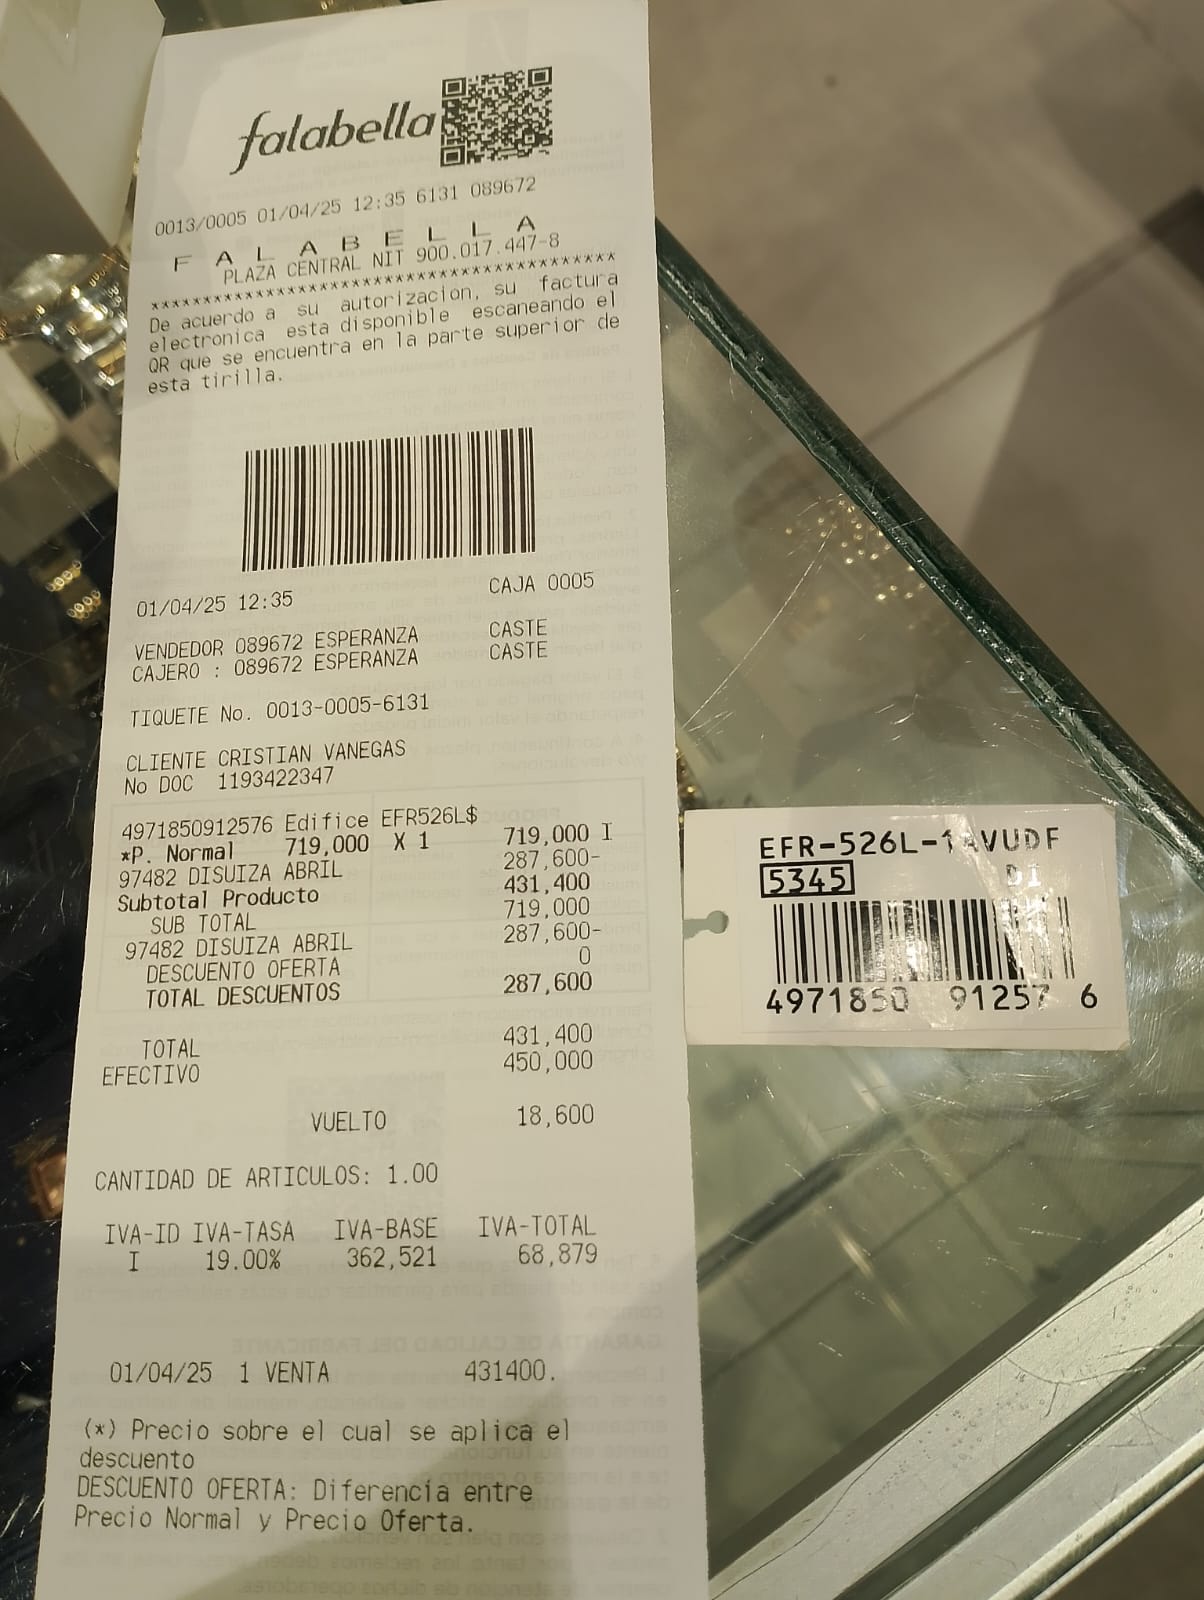 falabella
0013/0005 01/04/25 12:35 6131 089672
F A L A B E L L A
PLAZA CENTRAL NIT 900.017.447-8
****************************************
De acuerdo a su autorizacion, su factura
electronica esta disponible escaneando el
QR que se encuentra en la parte superior de
esta tirilla.
01/04/25 12:35 CAJA 0005
VENDEDOR 089672 ESPERANZA CASTE
CAJERO : 089672 ESPERANZA CASTE
TIQUETE No. 0013-0005-6131
CLIENTE CRISTIAN VANEGAS
No DOC 1193422347
4971850912576 Edifice EFR526L$
*P. Normal 719,000 X 1 719,000 I
97482 DISUIZA ABRIL 287,600-
Subtotal Producto 431,400
SUB TOTAL 719,000
97482 DISUIZA ABRIL 287,600-
DESCUENTO OFERTA 0
TOTAL DESCUENTOS 287,600
TOTAL 431,400
EFECTIVO 450,000
VUELTO 18,600
CANTIDAD DE ARTICULOS: 1.00
IVA-ID IVA-TASA IVA-BASE IVA-TOTAL
I 19.00% 362,521 68,879
01/04/25 1 VENTA 431400.
(*) Precio sobre el cual se aplica el
descuento
DESCUENTO OFERTA: Diferencia entre
Precio Normal y Precio Oferta.
EFR-526L-1AVUDF
5345 DI
4971850 91257 6